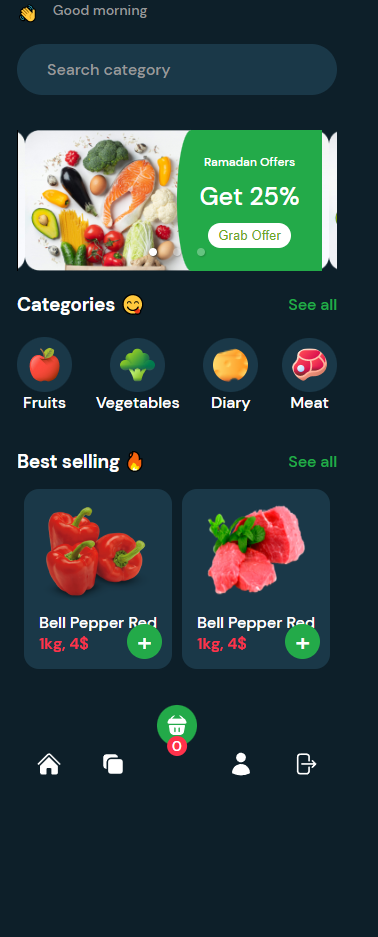 Good morning
Search category
Ramadan Offers
Get 25%
Grab Offer
Categories 😋 See all
Fruits Vegetables Diary Meat
Best selling 🔥 See all
Bell Pepper Red Bell Pepper Red
1kg, 4$ 1kg, 4$
0